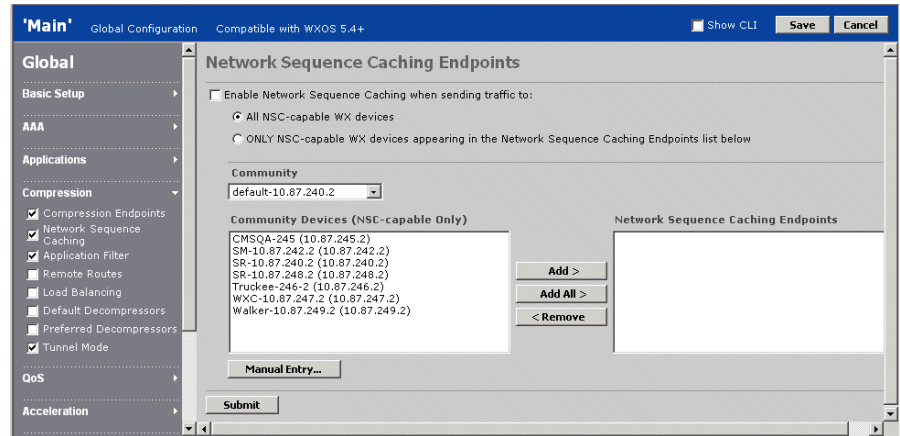 'Main' Global Configuration Compatible with WXOS 5.4+ Show CLI Save Cancel
Global
Basic Setup
AAA
Applications
Compression
Compression Endpoints
Network Sequence
Caching
Application Filter
Remote Routes
Load Balancing
Default Decompressors
Preferred Decompressors
Tunnel Mode
QoS
Acceleration
Network Sequence Caching Endpoints
Enable Network Sequence Caching when sending traffic to:
All NSC-capable WX devices
ONLY NSC-capable WX devices appearing in the Network Sequence Caching Endpoints list below
Community
default-10.87.240.2
Community Devices (NSC-capable Only)
CMSQA-245 (10.87.245.2)
SM-10.87.242.2 (10.87.242.2)
SR-10.87.240.2 (10.87.240.2)
SR-10.87.248.2 (10.87.248.2)
Truckee-246-2 (10.87.246.2)
WXC-10.87.247.2 (10.87.247.2)
Walker-10.87.249.2 (10.87.249.2)
Add >
Add All >
< Remove
Network Sequence Caching Endpoints
Manual Entry...
Submit